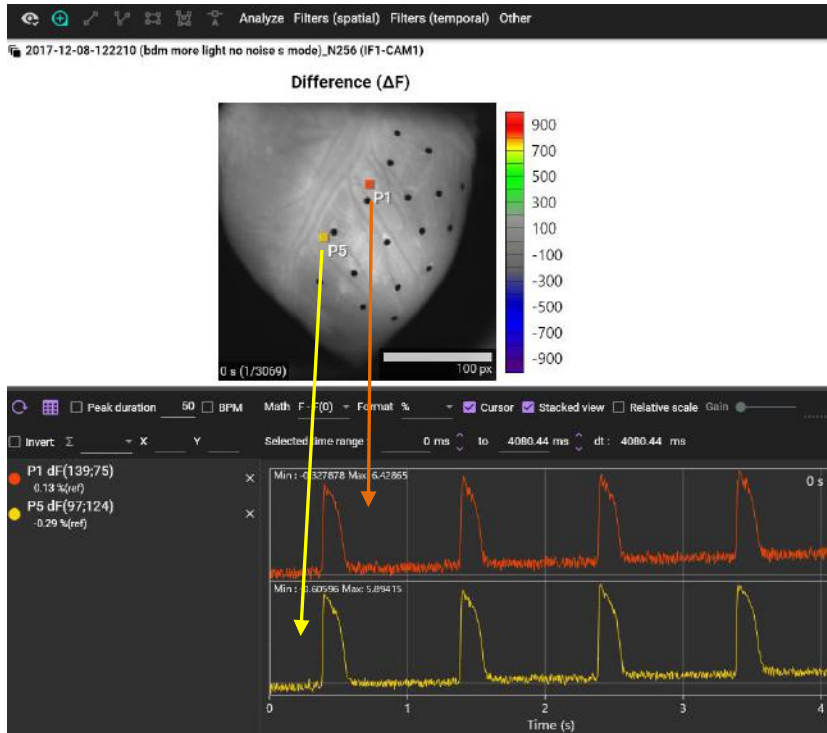 Analyze Filters (spatial) Filters (temporal) Other
2017-12-08-122210 (bdm more light no noise s mode)_N256 (IF1-CAM1)
Difference (ΔF)
900
700
500
300
100
-100
-300
-500
-700
-900
P1
P5
0 s (1/3069)
100 px
Peak duration 50 BPM Math F - F(0) Format % Cursor Stacked view Relative scale Gain
Invert Σ X Y Selected time range : 0 ms to 4080.44 ms dt : 4080.44 ms
P1 dF(139;75) X
0.13 %(ref)
P5 dF(97;124) X
-0.29 %(ref)
Min : -0.327878 Max: 6.42865
0 s
Min : -0.60596 Max: 5.89415
0 1 2 3 4
Time (s)